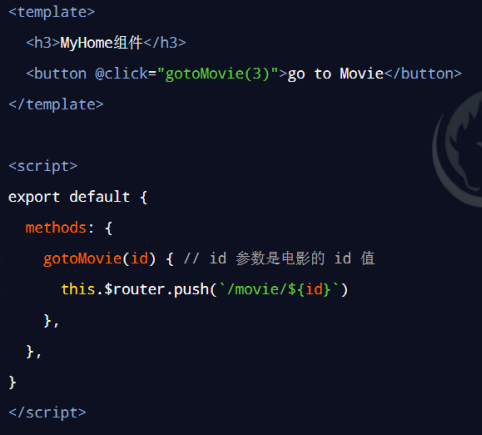 <template>
<h3>MyHome组件</h3>
<button @click="gotoMovie(3)">go to Movie</button>
</template>
<script>
export default {
methods: {
gotoMovie(id) { // id 参数是电影的 id 值
this.$router.push(`/movie/${id}`)
},
},
}
</script>